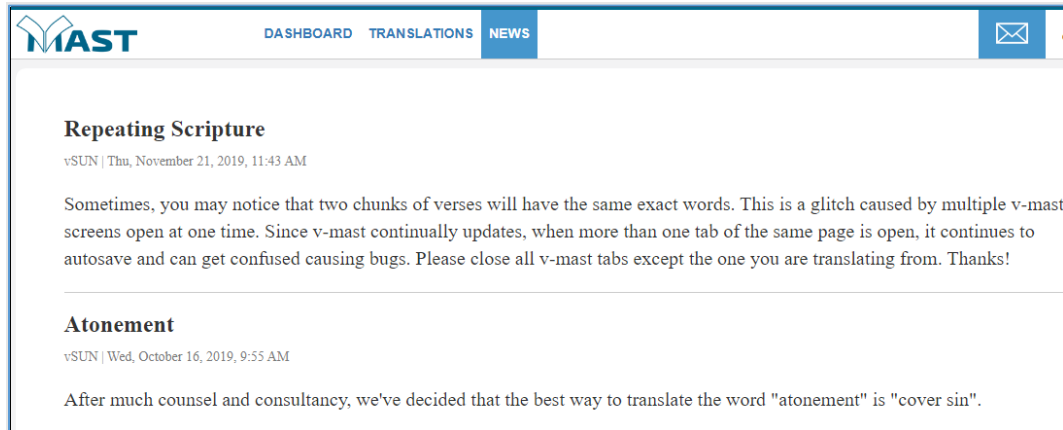 MAST
DASHBOARD TRANSLATIONS NEWS
Repeating Scripture
vSUN | Thu, November 21, 2019, 11:43 AM
Sometimes, you may notice that two chunks of verses will have the same exact words. This is a glitch caused by multiple v-mast
screens open at one time. Since v-mast continually updates, when more than one tab of the same page is open, it continues to
autosave and can get confused causing bugs. Please close all v-mast tabs except the one you are translating from. Thanks!
Atonement
vSUN | Wed, October 16, 2019, 9:55 AM
After much counsel and consultancy, we've decided that the best way to translate the word "atonement" is "cover sin".